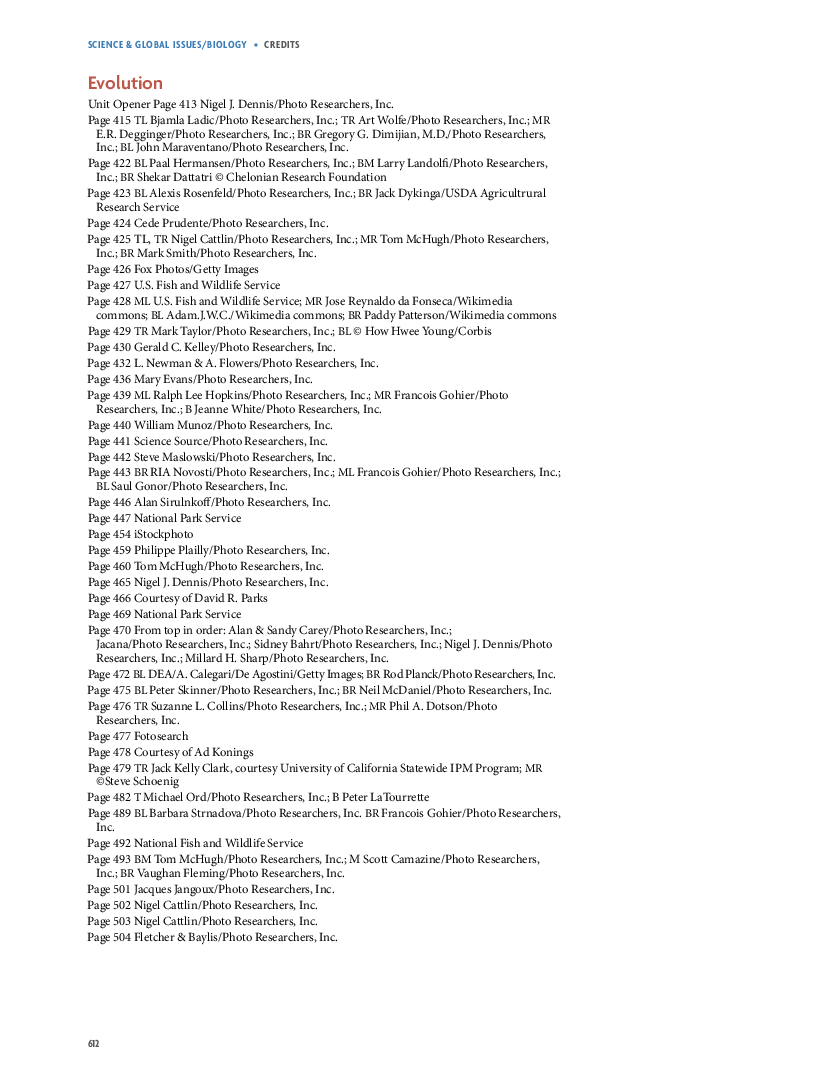 SCIENCE & GLOBAL ISSUES/BIOLOGY • CREDITS
Evolution
Unit Opener Page 413 Nigel J. Dennis/Photo Researchers, Inc.
Page 415 TL Bjamla Ladic/Photo Researchers, Inc.; TR Art Wolfe/Photo Researchers, Inc.; MR
E.R. Degginger/Photo Researchers, Inc.; BR Gregory G. Dimijian, M.D./Photo Researchers,
Inc.; BL John Maraventano/Photo Researchers, Inc.
Page 422 BL Paal Hermansen/Photo Researchers, Inc.; BM Larry Landolfi/Photo Researchers,
Inc.; BR Shekar Dattatri © Chelonian Research Foundation
Page 423 BL Alexis Rosenfeld/Photo Researchers, Inc.; BR Jack Dykinga/USDA Agricultrural
Research Service
Page 424 Cede Prudente/Photo Researchers, Inc.
Page 425 TL, TR Nigel Cattlin/Photo Researchers, Inc.; MR Tom McHugh/Photo Researchers,
Inc.; BR Mark Smith/Photo Researchers, Inc.
Page 426 Fox Photos/Getty Images
Page 427 U.S. Fish and Wildlife Service
Page 428 ML U.S. Fish and Wildlife Service; MR Jose Reynaldo da Fonseca/Wikimedia
commons; BL Adam.J.W.C./Wikimedia commons; BR Paddy Patterson/Wikimedia commons
Page 429 TR Mark Taylor/Photo Researchers, Inc.; BL © How Hwee Young/Corbis
Page 430 Gerald C. Kelley/Photo Researchers, Inc.
Page 432 L. Newman & A. Flowers/Photo Researchers, Inc.
Page 436 Mary Evans/Photo Researchers, Inc.
Page 439 ML Ralph Lee Hopkins/Photo Researchers, Inc.; MR Francois Gohier/Photo
Researchers, Inc.; B Jeanne White/Photo Researchers, Inc.
Page 440 William Munoz/Photo Researchers, Inc.
Page 441 Science Source/Photo Researchers, Inc.
Page 442 Steve Maslowski/Photo Researchers, Inc.
Page 443 BR RIA Novosti/Photo Researchers, Inc.; ML Francois Gohier/Photo Researchers, Inc.;
BL Saul Gonor/Photo Researchers, Inc.
Page 446 Alan Sirulnkoff/Photo Researchers, Inc.
Page 447 National Park Service
Page 454 iStockphoto
Page 459 Philippe Plailly/Photo Researchers, Inc.
Page 460 Tom McHugh/Photo Researchers, Inc.
Page 465 Nigel J. Dennis/Photo Researchers, Inc.
Page 466 Courtesy of David R. Parks
Page 469 National Park Service
Page 470 From top in order: Alan & Sandy Carey/Photo Researchers, Inc.;
Jacana/Photo Researchers, Inc.; Sidney Bahrt/Photo Researchers, Inc.; Nigel J. Dennis/Photo
Researchers, Inc.; Millard H. Sharp/Photo Researchers, Inc.
Page 472 BL DEA/A. Calegari/De Agostini/Getty Images; BR Rod Planck/Photo Researchers, Inc.
Page 475 BL Peter Skinner/Photo Researchers, Inc.; BR Neil McDaniel/Photo Researchers, Inc.
Page 476 TR Suzanne L. Collins/Photo Researchers, Inc.; MR Phil A. Dotson/Photo
Researchers, Inc.
Page 477 Fotosearch
Page 478 Courtesy of Ad Konings
Page 479 TR Jack Kelly Clark, courtesy University of California Statewide IPM Program; MR
©Steve Schoenig
Page 482 T Michael Ord/Photo Researchers, Inc.; B Peter LaTourrette
Page 489 BL Barbara Strnadova/Photo Researchers, Inc. BR Francois Gohier/Photo Researchers,
Inc.
Page 492 National Fish and Wildlife Service
Page 493 BM Tom McHugh/Photo Researchers, Inc.; M Scott Camazine/Photo Researchers,
Inc.; BR Vaughan Fleming/Photo Researchers, Inc.
Page 501 Jacques Jangoux/Photo Researchers, Inc.
Page 502 Nigel Cattlin/Photo Researchers, Inc.
Page 503 Nigel Cattlin/Photo Researchers, Inc.
Page 504 Fletcher & Baylis/Photo Researchers, Inc.
612